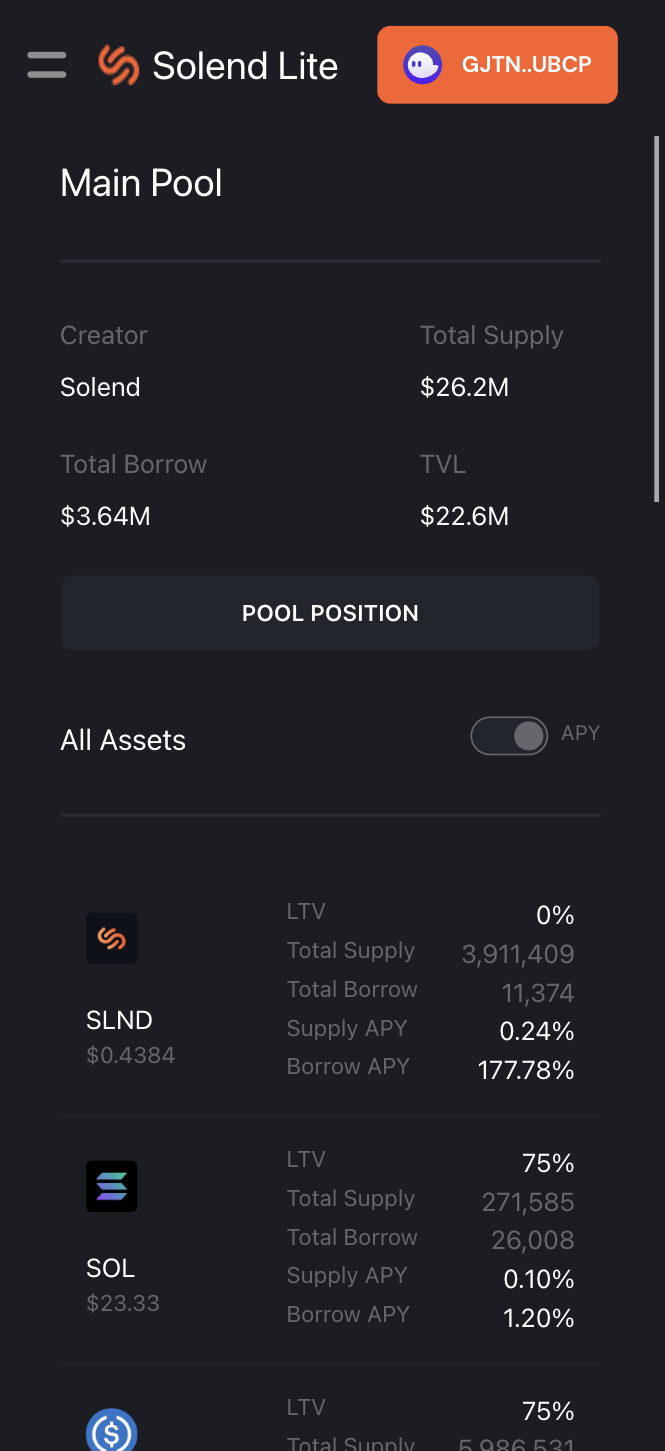 Solend Lite
GJTN..UBCP
Main Pool
Creator
Total Supply
Solend
$26.2M
Total Borrow
TVL
$3.64M
$22.6M
POOL POSITION
All Assets
APY
LTV
0%
Total Supply
3,911,409
Total Borrow
11,374
SLND
Supply APY
0.24%
$0.4384
Borrow APY
177.78%
LTV
75%
Total Supply
271,585
Total Borrow
26,008
SOL
Supply APY
0.10%
$23.33
Borrow APY
1.20%
LTV
75%
Total Supply
5,986,531